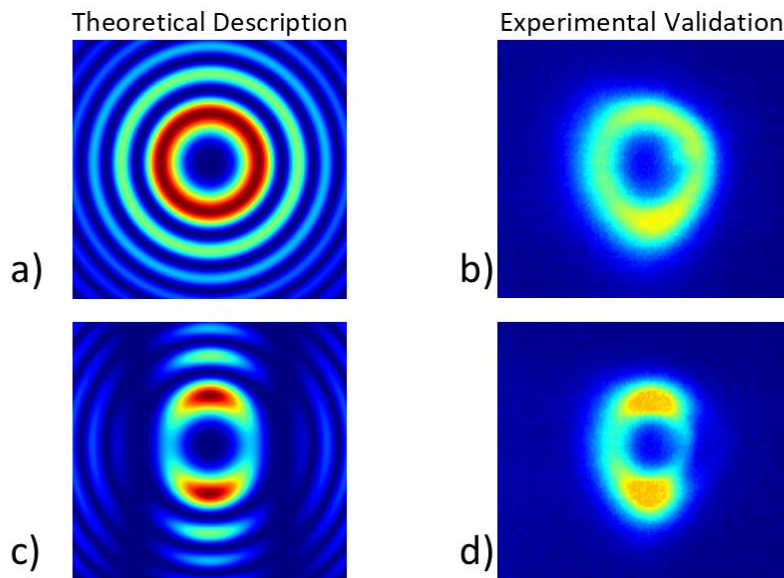 Theoretical Description
Experimental Validation
a)
b)
c)
d)